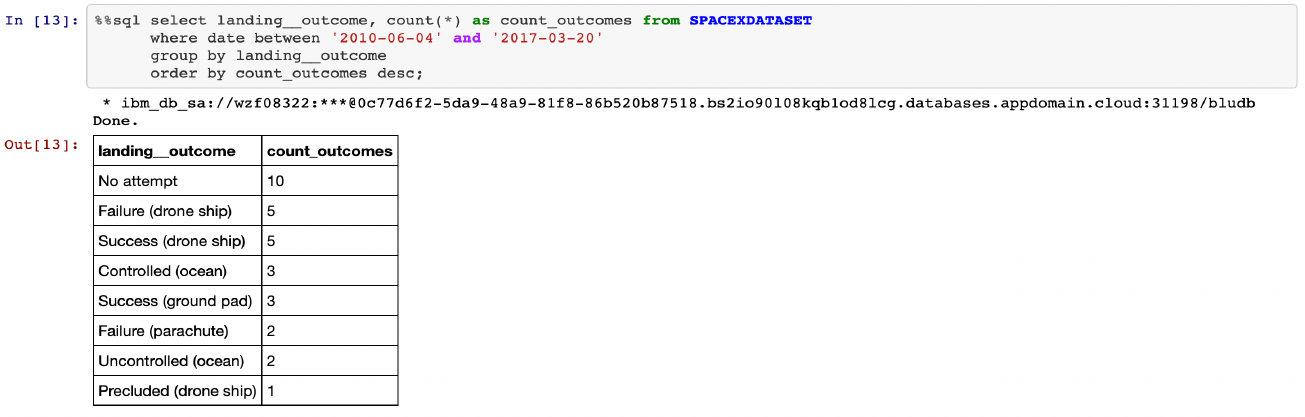 In [13]: %%sql select landing__outcome, count(*) as count_outcomes from SPACEXDATASET
where date between '2010-06-04' and '2017-03-20'
group by landing__outcome
order by count_outcomes desc;
* ibm_db_sa://wzf08322:***@0c77d6f2-5da9-48a9-81f8-86b520b87518.bs2io90l08kqb1od8lcg.databases.appdomain.cloud:31198/bludb
Done.
Out[13]:
landing__outcome count_outcomes
No attempt 10
Failure (drone ship) 5
Success (drone ship) 5
Controlled (ocean) 3
Success (ground pad) 3
Failure (parachute) 2
Uncontrolled (ocean) 2
Precluded (drone ship) 1